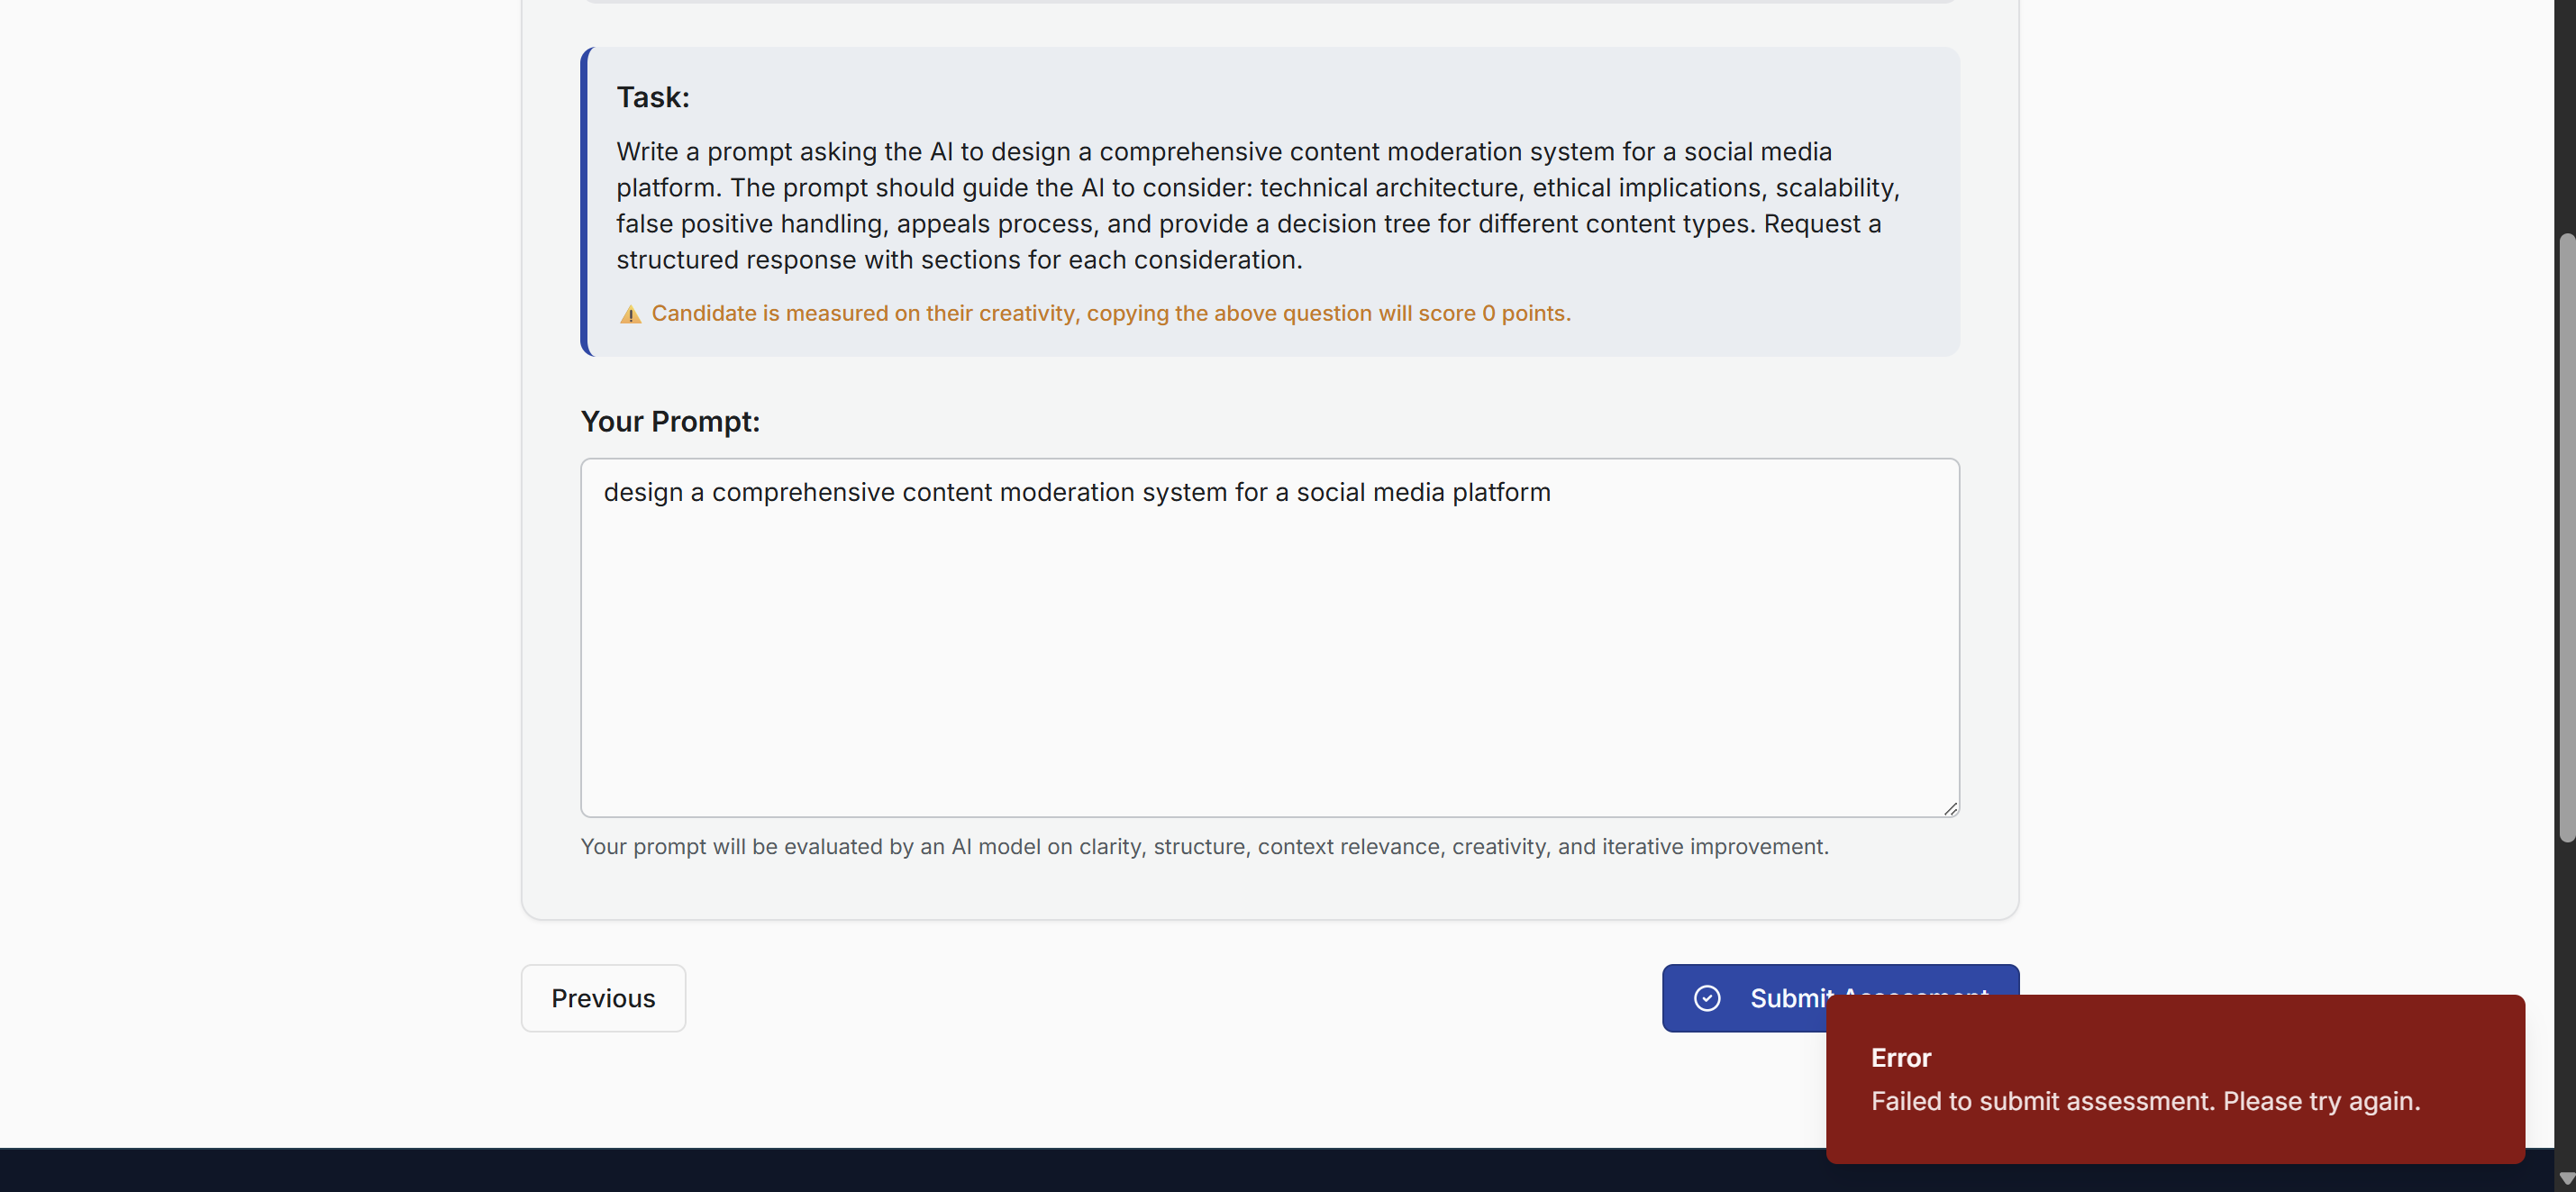 Task:
Write a prompt asking the AI to design a comprehensive content moderation system for a social media
platform. The prompt should guide the AI to consider: technical architecture, ethical implications, scalability,
false positive handling, appeals process, and provide a decision tree for different content types. Request a
structured response with sections for each consideration.
⚠ Candidate is measured on their creativity, copying the above question will score 0 points.
Your Prompt:
design a comprehensive content moderation system for a social media platform
Your prompt will be evaluated by an AI model on clarity, structure, context relevance, creativity, and iterative improvement.
Previous
Submit
Error
Failed to submit assessment. Please try again.